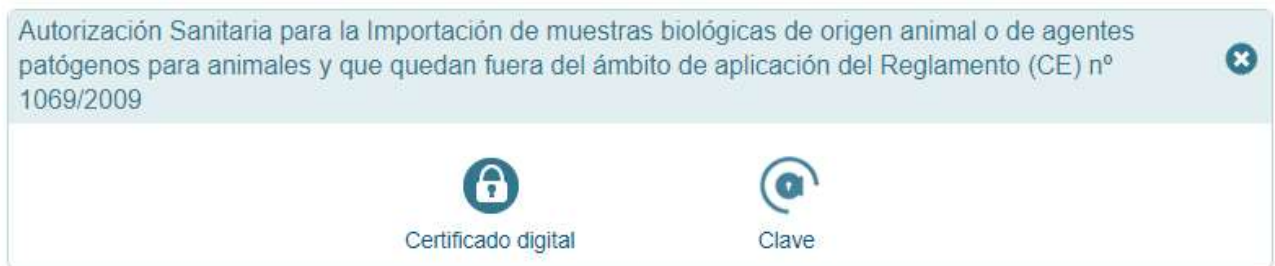 Autorización Sanitaria para la Importación de muestras biológicas de origen animal o de agentes
patógenos para animales y que quedan fuera del ámbito de aplicación del Reglamento (CE) nº
1069/2009
Certificado digital
Clave